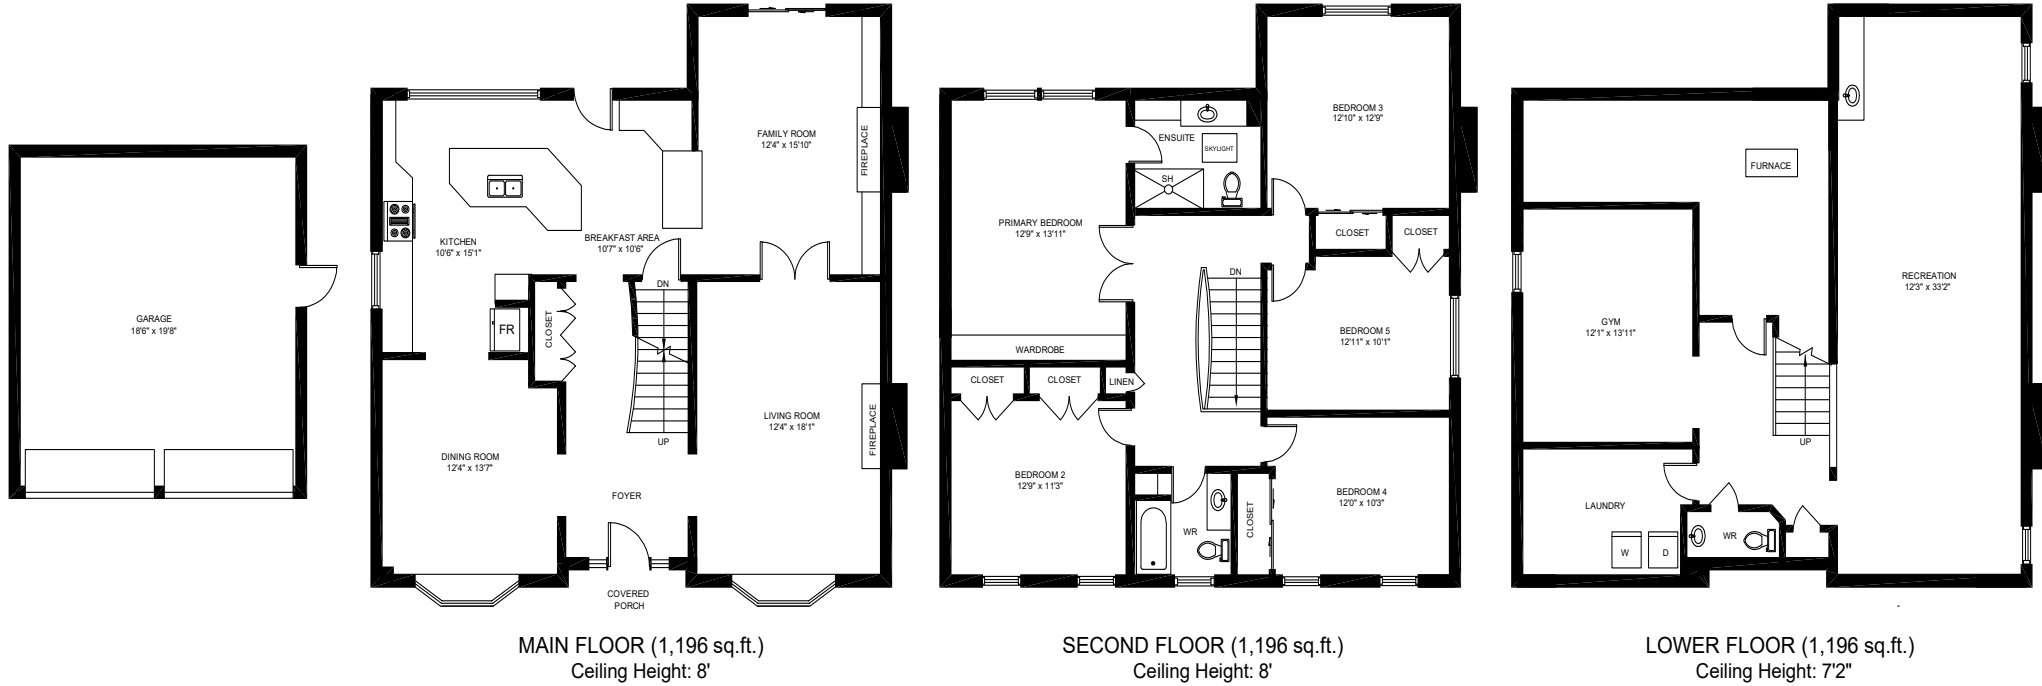 GARAGE
18'6" x 19'8"
FAMILY ROOM
12'4" x 15'10"
FIREPLACE
KITCHEN
10'6" x 15'1"
BREAKFAST AREA
10'7" x 10'6"
DN
FR
CLOSET
UP
LIVING ROOM
12'4" x 18'1"
FIREPLACE
DINING ROOM
12'4" x 13'7"
FOYER
COVERED
PORCH
MAIN FLOOR (1,196 sq.ft.)
Ceiling Height: 8'
BEDROOM 3
12'10" x 12'9"
ENSUITE
SKYLIGHT
SH
PRIMARY BEDROOM
12'9" x 13'11"
CLOSET
CLOSET
DN
BEDROOM 5
12'11" x 10'1"
WARDROBE
CLOSET
CLOSET
LINEN
BEDROOM 2
12'9" x 11'3"
BEDROOM 4
12'0" x 10'3"
CLOSET
WR
SECOND FLOOR (1,196 sq.ft.)
Ceiling Height: 8'
FURNACE
RECREATION
12'3" x 33'2"
GYM
12'1" x 13'11"
UP
LAUNDRY
WR
W
D
LOWER FLOOR (1,196 sq.ft.)
Ceiling Height: 7'2"